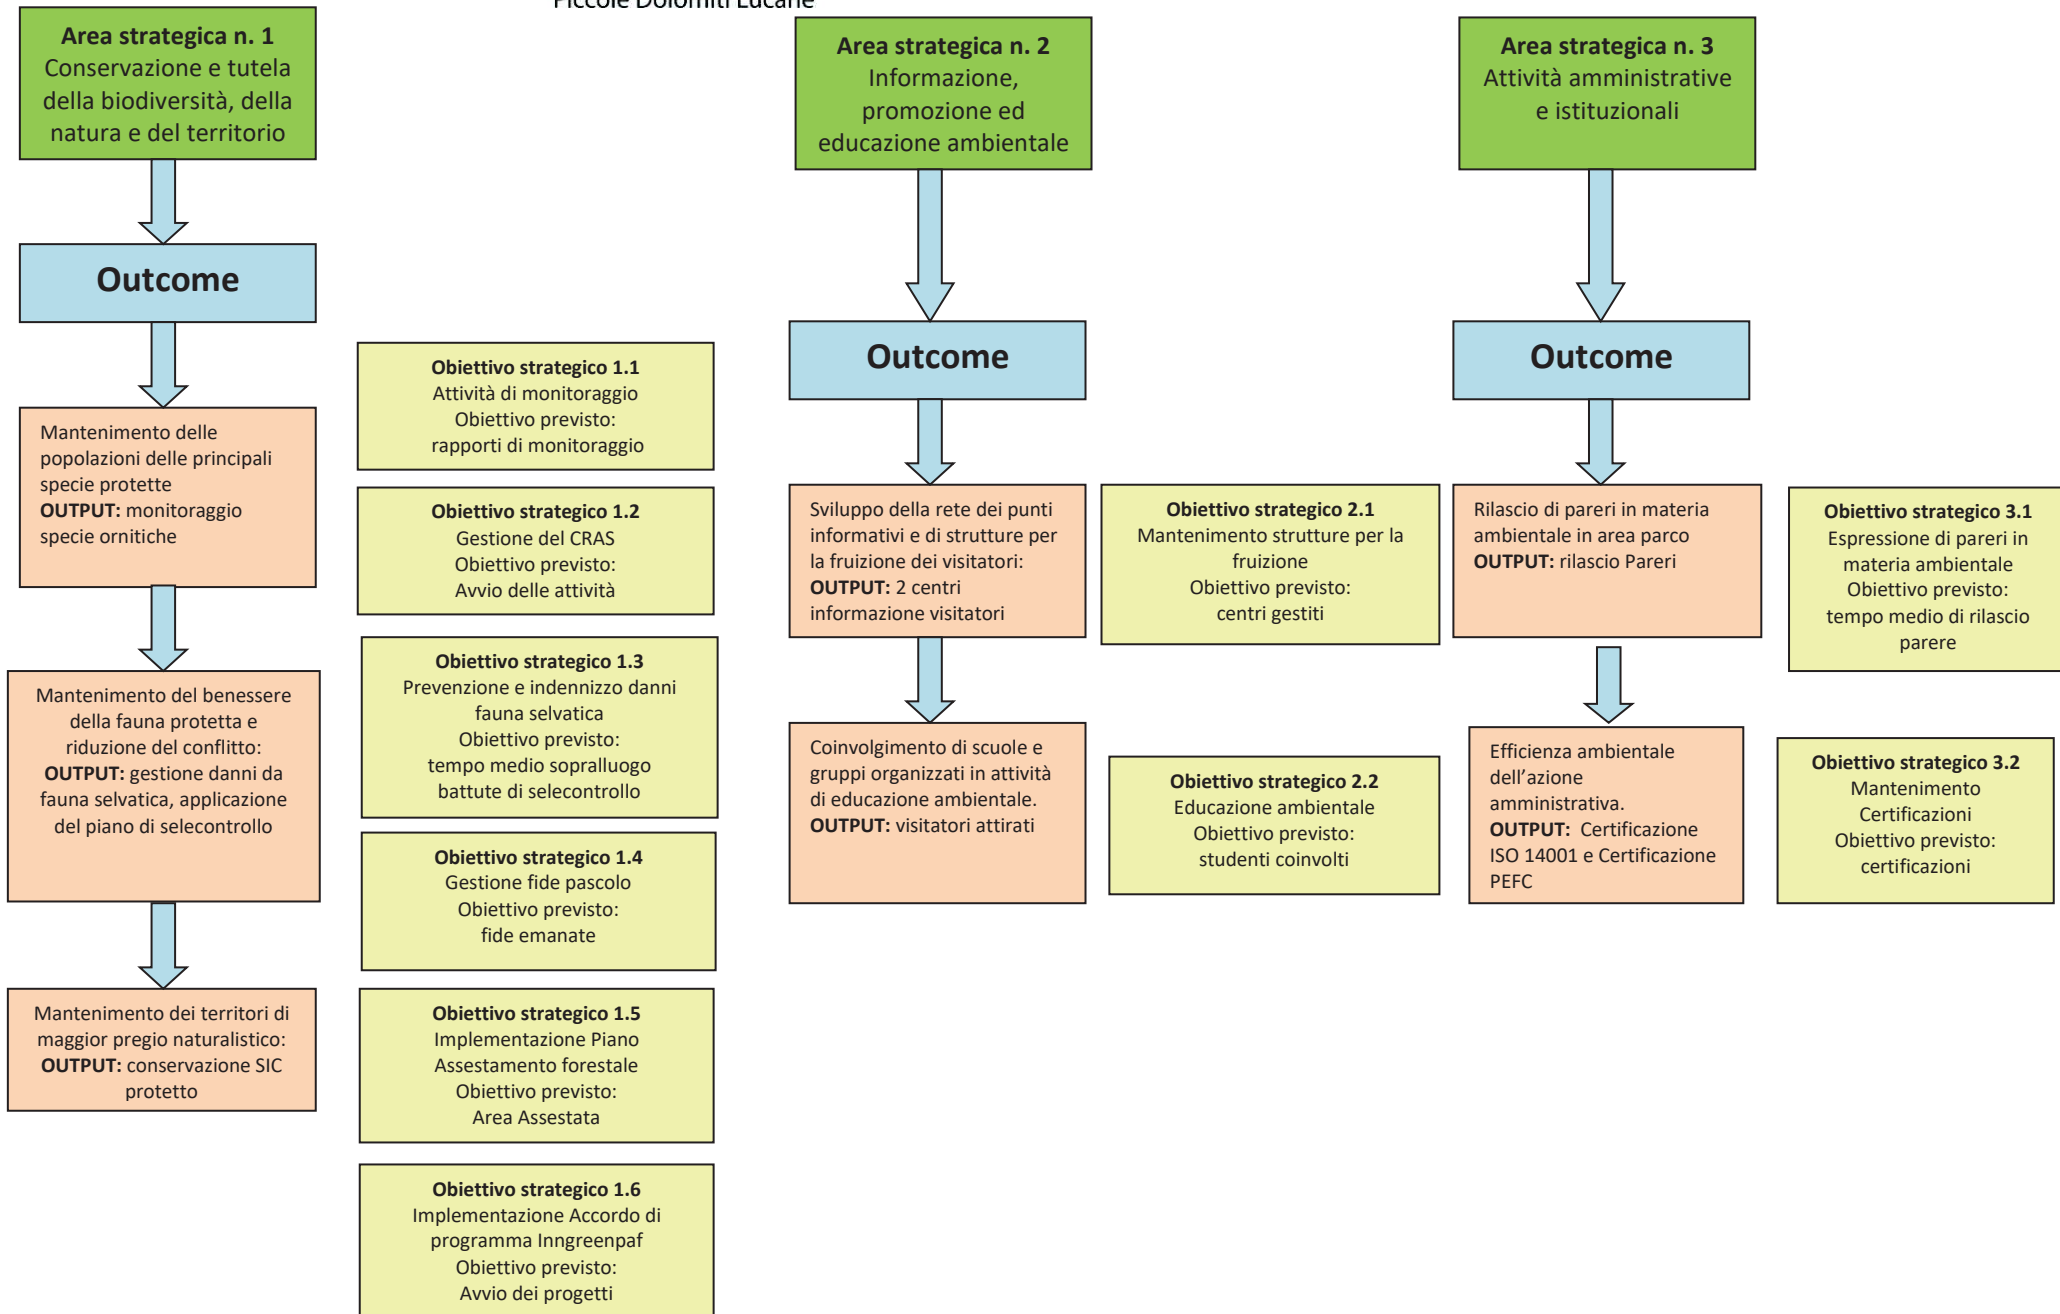 Piccole Dolomiti Lucane
Area strategica n. 1
Conservazione e tutela
della biodiversità, della
natura e del territorio
Outcome
Mantenimento delle
popolazioni delle principali
specie protette
OUTPUT: monitoraggio
specie ornitiche
Mantenimento del benessere
della fauna protetta e
riduzione del conflitto:
OUTPUT: gestione danni da
fauna selvatica, applicazione
del piano di selecontrollo
Mantenimento dei territori di
maggior pregio naturalistico:
OUTPUT: conservazione SIC
protetto
Obiettivo strategico 1.1
Attività di monitoraggio
Obiettivo previsto:
rapporti di monitoraggio
Obiettivo strategico 1.2
Gestione del CRAS
Obiettivo previsto:
Avvio delle attività
Obiettivo strategico 1.3
Prevenzione e indennizzo danni
fauna selvatica
Obiettivo previsto:
tempo medio sopralluogo
battute di selecontrollo
Obiettivo strategico 1.4
Gestione fide pascolo
Obiettivo previsto:
fide emanate
Obiettivo strategico 1.5
Implementazione Piano
Assestamento forestale
Obiettivo previsto:
Area Assestata
Obiettivo strategico 1.6
Implementazione Accordo di
programma Inngreenpaf
Obiettivo previsto:
Avvio dei progetti
Area strategica n. 2
Informazione,
promozione ed
educazione ambientale
Outcome
Sviluppo della rete dei punti
informativi e di strutture per
la fruizione dei visitatori:
OUTPUT: 2 centri
informazione visitatori
Coinvolgimento di scuole e
gruppi organizzati in attività
di educazione ambientale.
OUTPUT: visitatori attirati
Obiettivo strategico 2.1
Mantenimento strutture per la
fruizione
Obiettivo previsto:
centri gestiti
Obiettivo strategico 2.2
Educazione ambientale
Obiettivo previsto:
studenti coinvolti
Area strategica n. 3
Attività amministrative
e istituzionali
Outcome
Rilascio di pareri in materia
ambientale in area parco
OUTPUT: rilascio Pareri
Efficienza ambientale
dell’azione
amministrativa.
OUTPUT: Certificazione
ISO 14001 e Certificazione
PEFC
Obiettivo strategico 3.1
Espressione di pareri in
materia ambientale
Obiettivo previsto:
tempo medio di rilascio
parere
Obiettivo strategico 3.2
Mantenimento
Certificazioni
Obiettivo previsto:
certificazioni